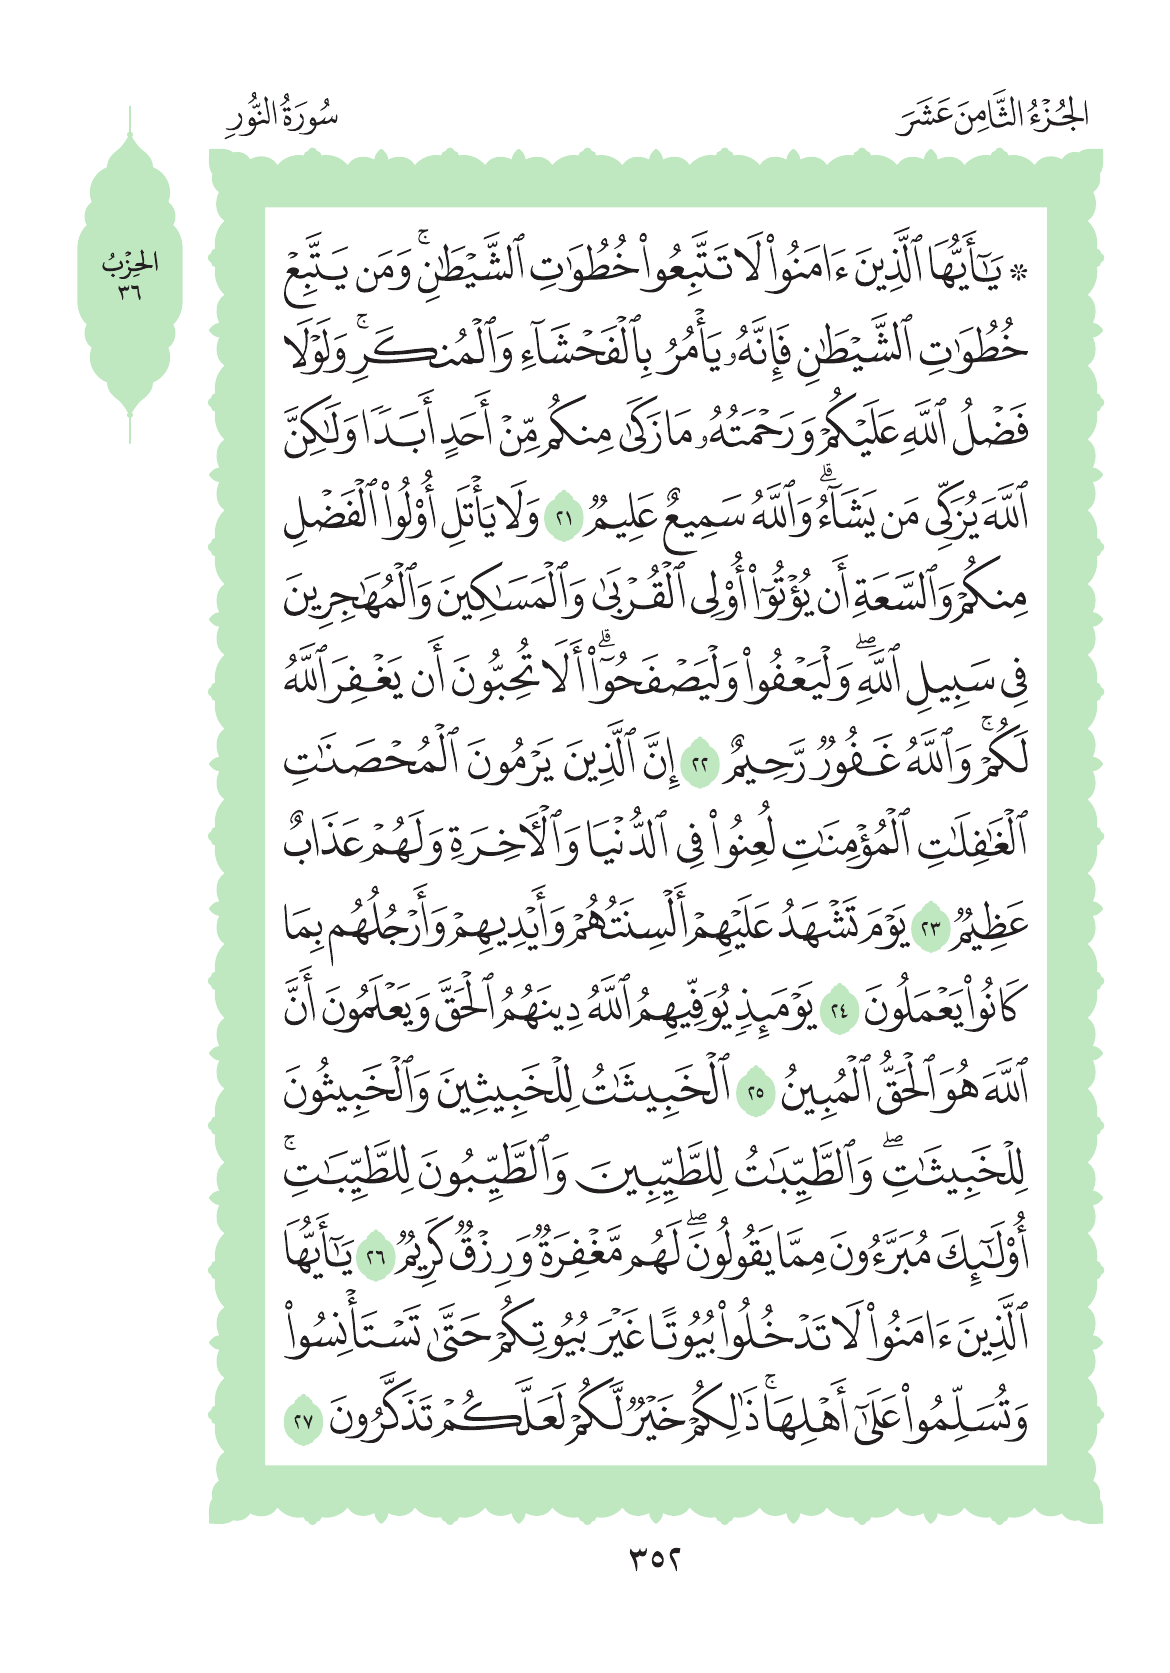 الجُزْءُ الثَّامِنَ عَشَرَ
سُورَةُ النُّورِ
الحِزْبُ
٣٦
۞ يَٰٓأَيُّهَا ٱلَّذِينَ ءَامَنُوا۟ لَا تَتَّبِعُوا۟ خُطُوَٰتِ ٱلشَّيْطَٰنِ ۚ وَمَن يَتَّبِعْ
خُطُوَٰتِ ٱلشَّيْطَٰنِ فَإِنَّهُۥ يَأْمُرُ بِٱلْفَحْشَآءِ وَٱلْمُنكَرِ ۚ وَلَوْلَا
فَضْلُ ٱللَّهِ عَلَيْكُمْ وَرَحْمَتُهُۥ مَا زَكَىٰ مِنكُم مِّنْ أَحَدٍ أَبَدًا وَلَٰكِنَّ
ٱللَّهَ يُزَكِّى مَن يَشَآءُ ۗ وَٱللَّهُ سَمِيعٌ عَلِيمٌ ٢١ وَلَا يَأْتَلِ أُو۟لُوا۟ ٱلْفَضْلِ
مِنكُمْ وَٱلسَّعَةِ أَن يُؤْتُوٓا۟ أُو۟لِى ٱلْقُرْبَىٰ وَٱلْمَسَٰكِينَ وَٱلْمُهَٰجِرِينَ
فِى سَبِيلِ ٱللَّهِ ۖ وَلْيَعْفُوا۟ وَلْيَصْفَحُوٓا۟ ۗ أَلَا تُحِبُّونَ أَن يَغْفِرَ ٱللَّهُ
لَكُمْ ۚ وَٱللَّهُ غَفُورٌ رَّحِيمٌ ٢٢ إِنَّ ٱلَّذِينَ يَرْمُونَ ٱلْمُحْصَنَٰتِ
ٱلْغَٰفِلَٰتِ ٱلْمُؤْمِنَٰتِ لُعِنُوا۟ فِى ٱلدُّنْيَا وَٱلْءَاخِرَةِ وَلَهُمْ عَذَابٌ
عَظِيمٌ ٢٣ يَوْمَ تَشْهَدُ عَلَيْهِمْ أَلْسِنَتُهُمْ وَأَيْدِيهِمْ وَأَرْجُلُهُم بِمَا
كَانُوا۟ يَعْمَلُونَ ٢٤ يَوْمَئِذٍ يُوَفِّيهِمُ ٱللَّهُ دِينَهُمُ ٱلْحَقَّ وَيَعْلَمُونَ أَنَّ
ٱللَّهَ هُوَ ٱلْحَقُّ ٱلْمُبِينُ ٢٥ ٱلْخَبِيثَٰتُ لِلْخَبِيثِينَ وَٱلْخَبِيثُونَ
لِلْخَبِيثَٰتِ ۖ وَٱلطَّيِّبَٰتُ لِلطَّيِّبِينَ وَٱلطَّيِّبُونَ لِلطَّيِّبَٰتِ ۚ
أُو۟لَٰٓئِكَ مُبَرَّءُونَ مِمَّا يَقُولُونَ ۖ لَهُم مَّغْفِرَةٌ وَرِزْقٌ كَرِيمٌ ٢٦ يَٰٓأَيُّهَا
ٱلَّذِينَ ءَامَنُوا۟ لَا تَدْخُلُوا۟ بُيُوتًا غَيْرَ بُيُوتِكُمْ حَتَّىٰ تَسْتَأْنِسُوا۟
وَتُسَلِّمُوا۟ عَلَىٰٓ أَهْلِهَا ۚ ذَٰلِكُمْ خَيْرٌ لَّكُمْ لَعَلَّكُمْ تَذَكَّرُونَ ٢٧
٣٥٢